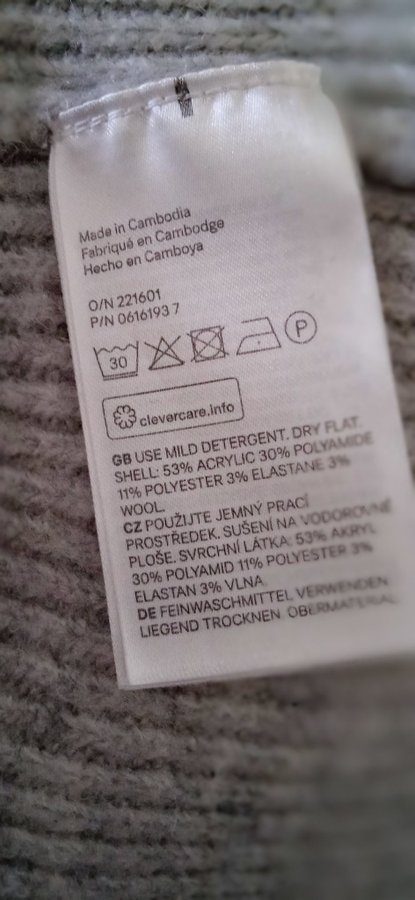 Made in Cambodia
Fabriqué en Cambodge
Hecho en Camboya
O/N 221601
P/N 0616193 7
30
P
clevercare.info
GB USE MILD DETERGENT. DRY FLAT.
SHELL: 53% ACRYLIC 30% POLYAMIDE
11% POLYESTER 3% ELASTANE 3%
WOOL.
CZ POUŽIJTE JEMNÝ PRACÍ
PROSTŘEDEK. SUŠENÍ NA VODOROVNÉ
PLOŠE. SVRCHNÍ LÁTKA: 53% AKRYL
30% POLYAMID 11% POLYESTER 3%
ELASTAN 3% VLNA
DE FEINWASCHMITTEL VERWENDEN
LIEGEND TROCKNEN OBERMATERIAL